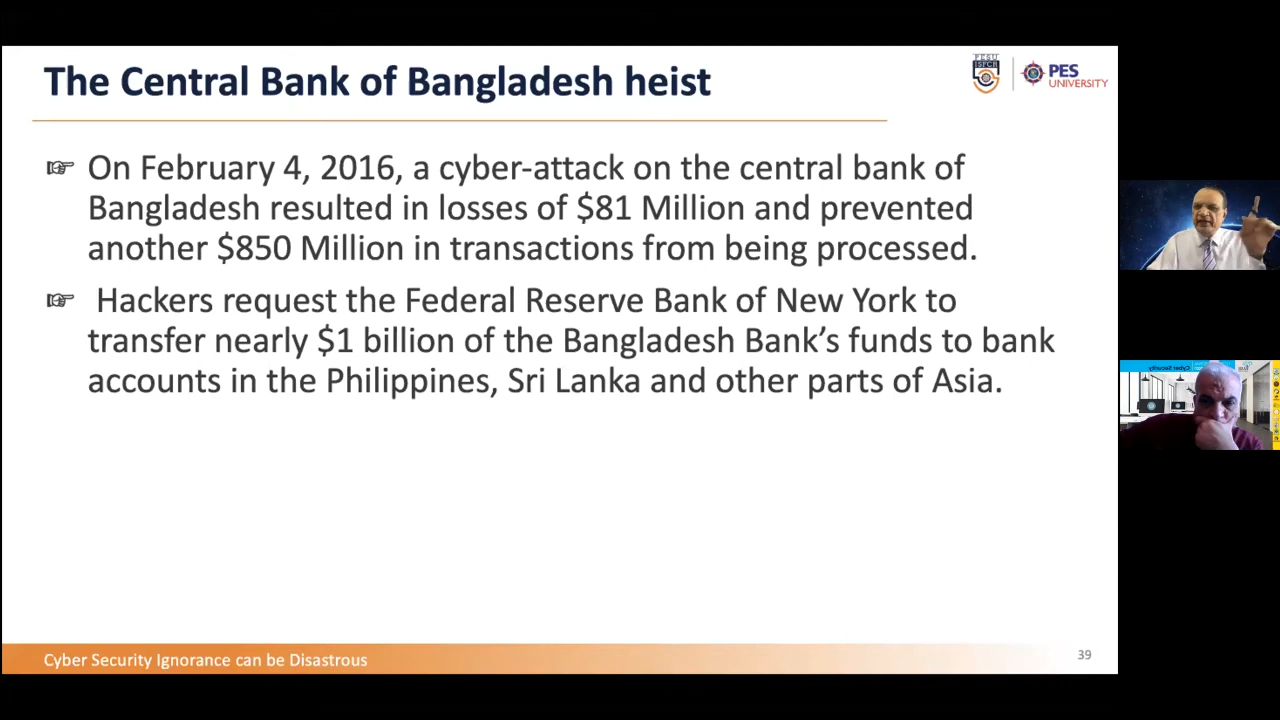 The Central Bank of Bangladesh heist
PES
UNIVERSITY
On February 4, 2016, a cyber-attack on the central bank of
Bangladesh resulted in losses of $81 Million and prevented
another $850 Million in transactions from being processed.
Hackers request the Federal Reserve Bank of New York to
transfer nearly $1 billion of the Bangladesh Bank’s funds to bank
accounts in the Philippines, Sri Lanka and other parts of Asia.
Cyber Security
Cyber Security Ignorance can be Disastrous
39